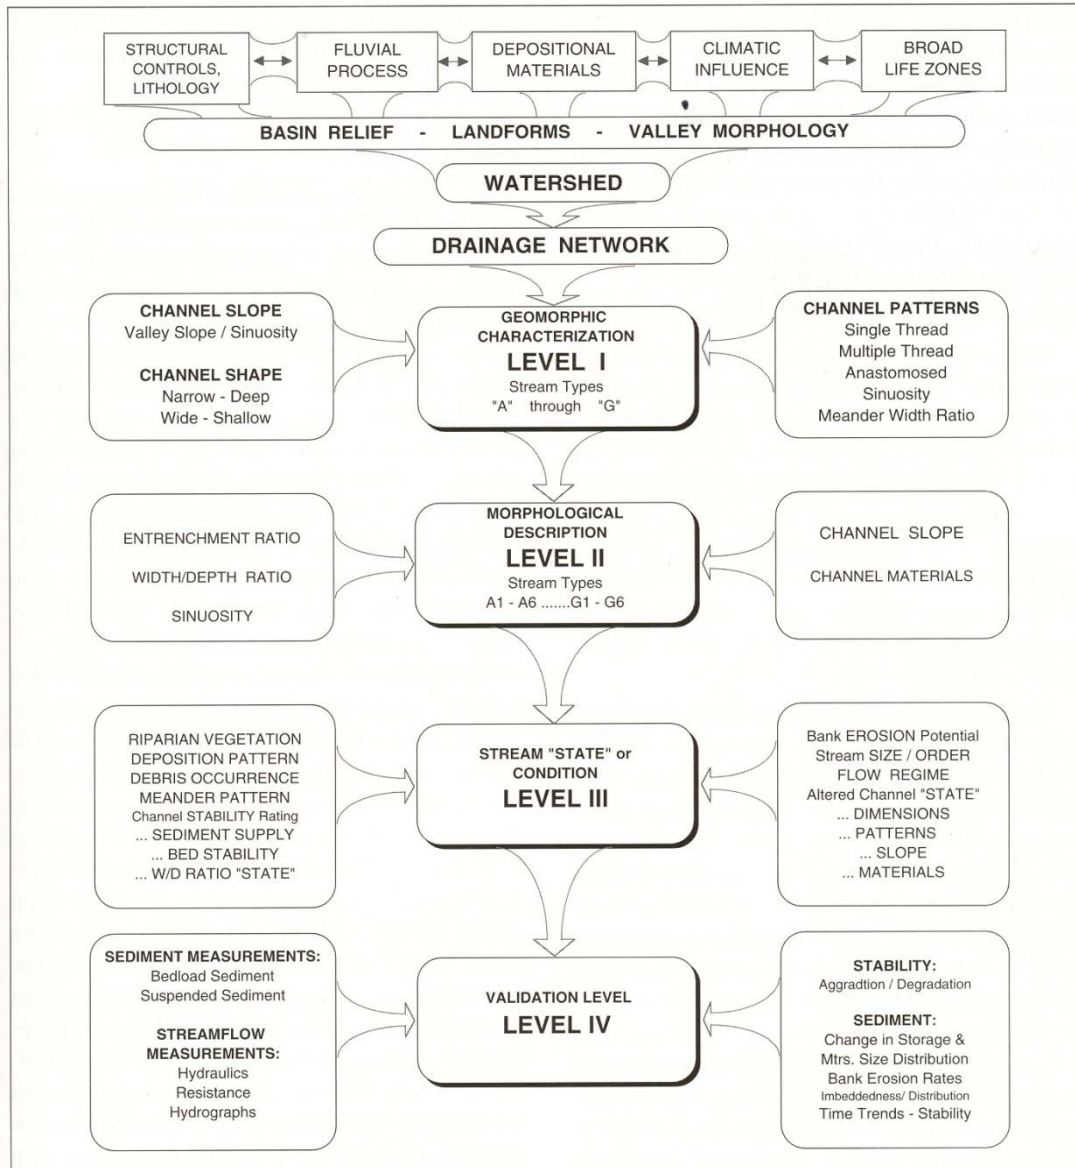 STRUCTURAL
CONTROLS,
LITHOLOGY
FLUVIAL
PROCESS
DEPOSITIONAL
MATERIALS
CLIMATIC
INFLUENCE
BROAD
LIFE ZONES
BASIN RELIEF - LANDFORMS - VALLEY MORPHOLOGY
WATERSHED
DRAINAGE NETWORK
CHANNEL SLOPE
Valley Slope / Sinuosity
CHANNEL SHAPE
Narrow - Deep
Wide - Shallow
GEOMORPHIC
CHARACTERIZATION
LEVEL I
Stream Types
"A" through "G"
CHANNEL PATTERNS
Single Thread
Multiple Thread
Anastomosed
Sinuosity
Meander Width Ratio
ENTRENCHMENT RATIO
WIDTH/DEPTH RATIO
SINUOSITY
MORPHOLOGICAL
DESCRIPTION
LEVEL II
Stream Types
A1 - A6 .......G1 - G6
CHANNEL SLOPE
CHANNEL MATERIALS
RIPARIAN VEGETATION
DEPOSITION PATTERN
DEBRIS OCCURRENCE
MEANDER PATTERN
Channel STABILITY Rating
... SEDIMENT SUPPLY
... BED STABILITY
... W/D RATIO "STATE"
STREAM "STATE" or
CONDITION
LEVEL III
Bank EROSION Potential
Stream SIZE / ORDER
FLOW REGIME
Altered Channel "STATE"
... DIMENSIONS
... PATTERNS
... SLOPE
... MATERIALS
SEDIMENT MEASUREMENTS:
Bedload Sediment
Suspended Sediment
STREAMFLOW
MEASUREMENTS:
Hydraulics
Resistance
Hydrographs
VALIDATION LEVEL
LEVEL IV
STABILITY:
Aggradtion / Degradation
SEDIMENT:
Change in Storage &
Mtrs. Size Distribution
Bank Erosion Rates
Imbeddedness/ Distribution
Time Trends - Stability